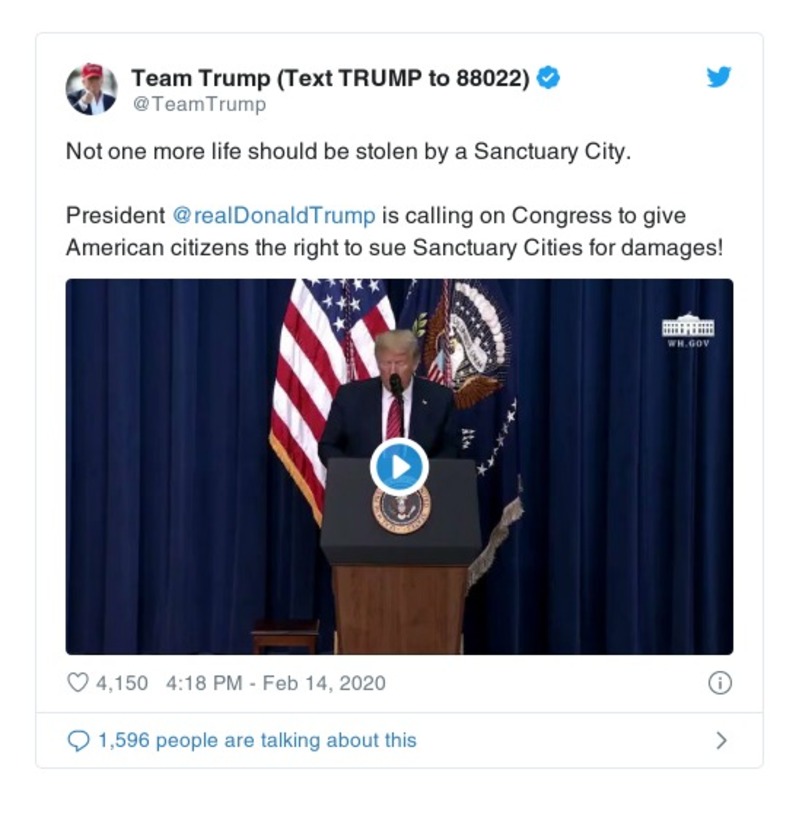 Team Trump (Text TRUMP to 88022)
@TeamTrump
Not one more life should be stolen by a Sanctuary City.
President @realDonaldTrump is calling on Congress to give
American citizens the right to sue Sanctuary Cities for damages!
WH.GOV
4,150 4:18 PM - Feb 14, 2020
1,596 people are talking about this